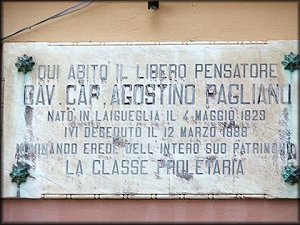 QUI ABITÒ IL LIBERO PENSATORE
CAV. CAP. AGOSTINO PAGLIANO
NATO IN LAIGUEGLIA IL 4 MAGGIO 1829
IVI DECEDUTO IL 12 MARZO 1898
NOMINANDO EREDE DELL'INTERO SUO PATRIMONIO
LA CLASSE PROLETARIA